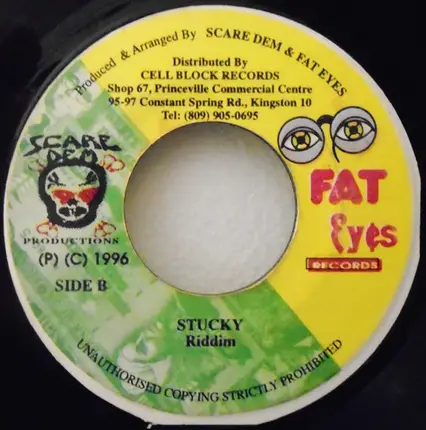 Produced & Arranged By SCARE DEM & FAT EYES
Distributed By
CELL BLOCK RECORDS
Shop 67, Princeville Commercial Centre
95-97 Constant Spring Rd., Kingston 10
Tel: (809) 905-0695
SCARE
DEM
PRODUCTIONS
(P) (C) 1996
SIDE B
FAT
Eyes
RECORDS
STUCKY
Riddim
UNAUTHORISED COPYING STRICTLY PROHIBITED